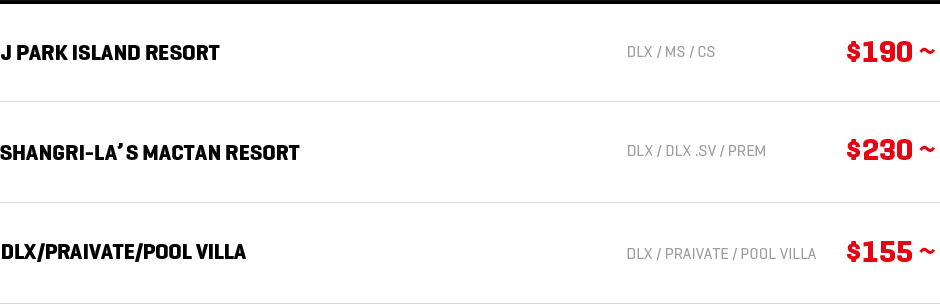 J PARK ISLAND RESORT DLX / MS / CS $190 ~
SHANGRI-LA’S MACTAN RESORT DLX / DLX .SV / PREM $230 ~
DLX/PRAIVATE/POOL VILLA DLX / PRAIVATE / POOL VILLA $155 ~